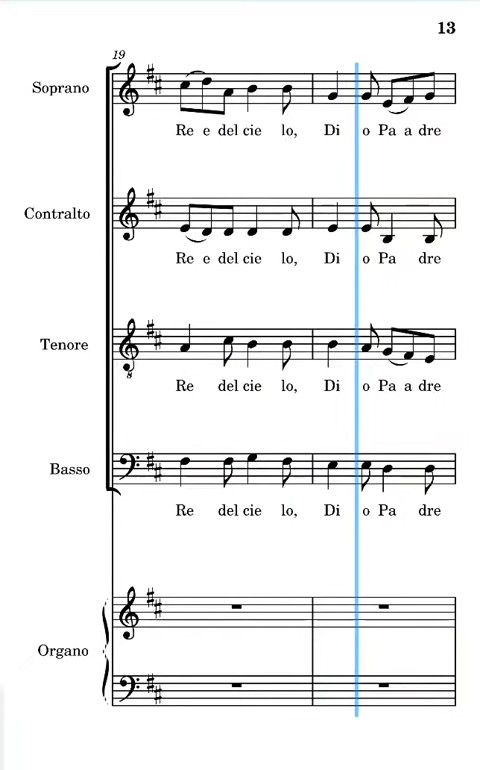 13
19
Soprano
Re e del cie lo, Di o Pa a dre
Contralto
Re e del cie lo, Di o Pa dre
Tenore
8
Re del cie lo, Di o Pa a dre
Basso
Re del cie lo, Di o Pa dre
Organo